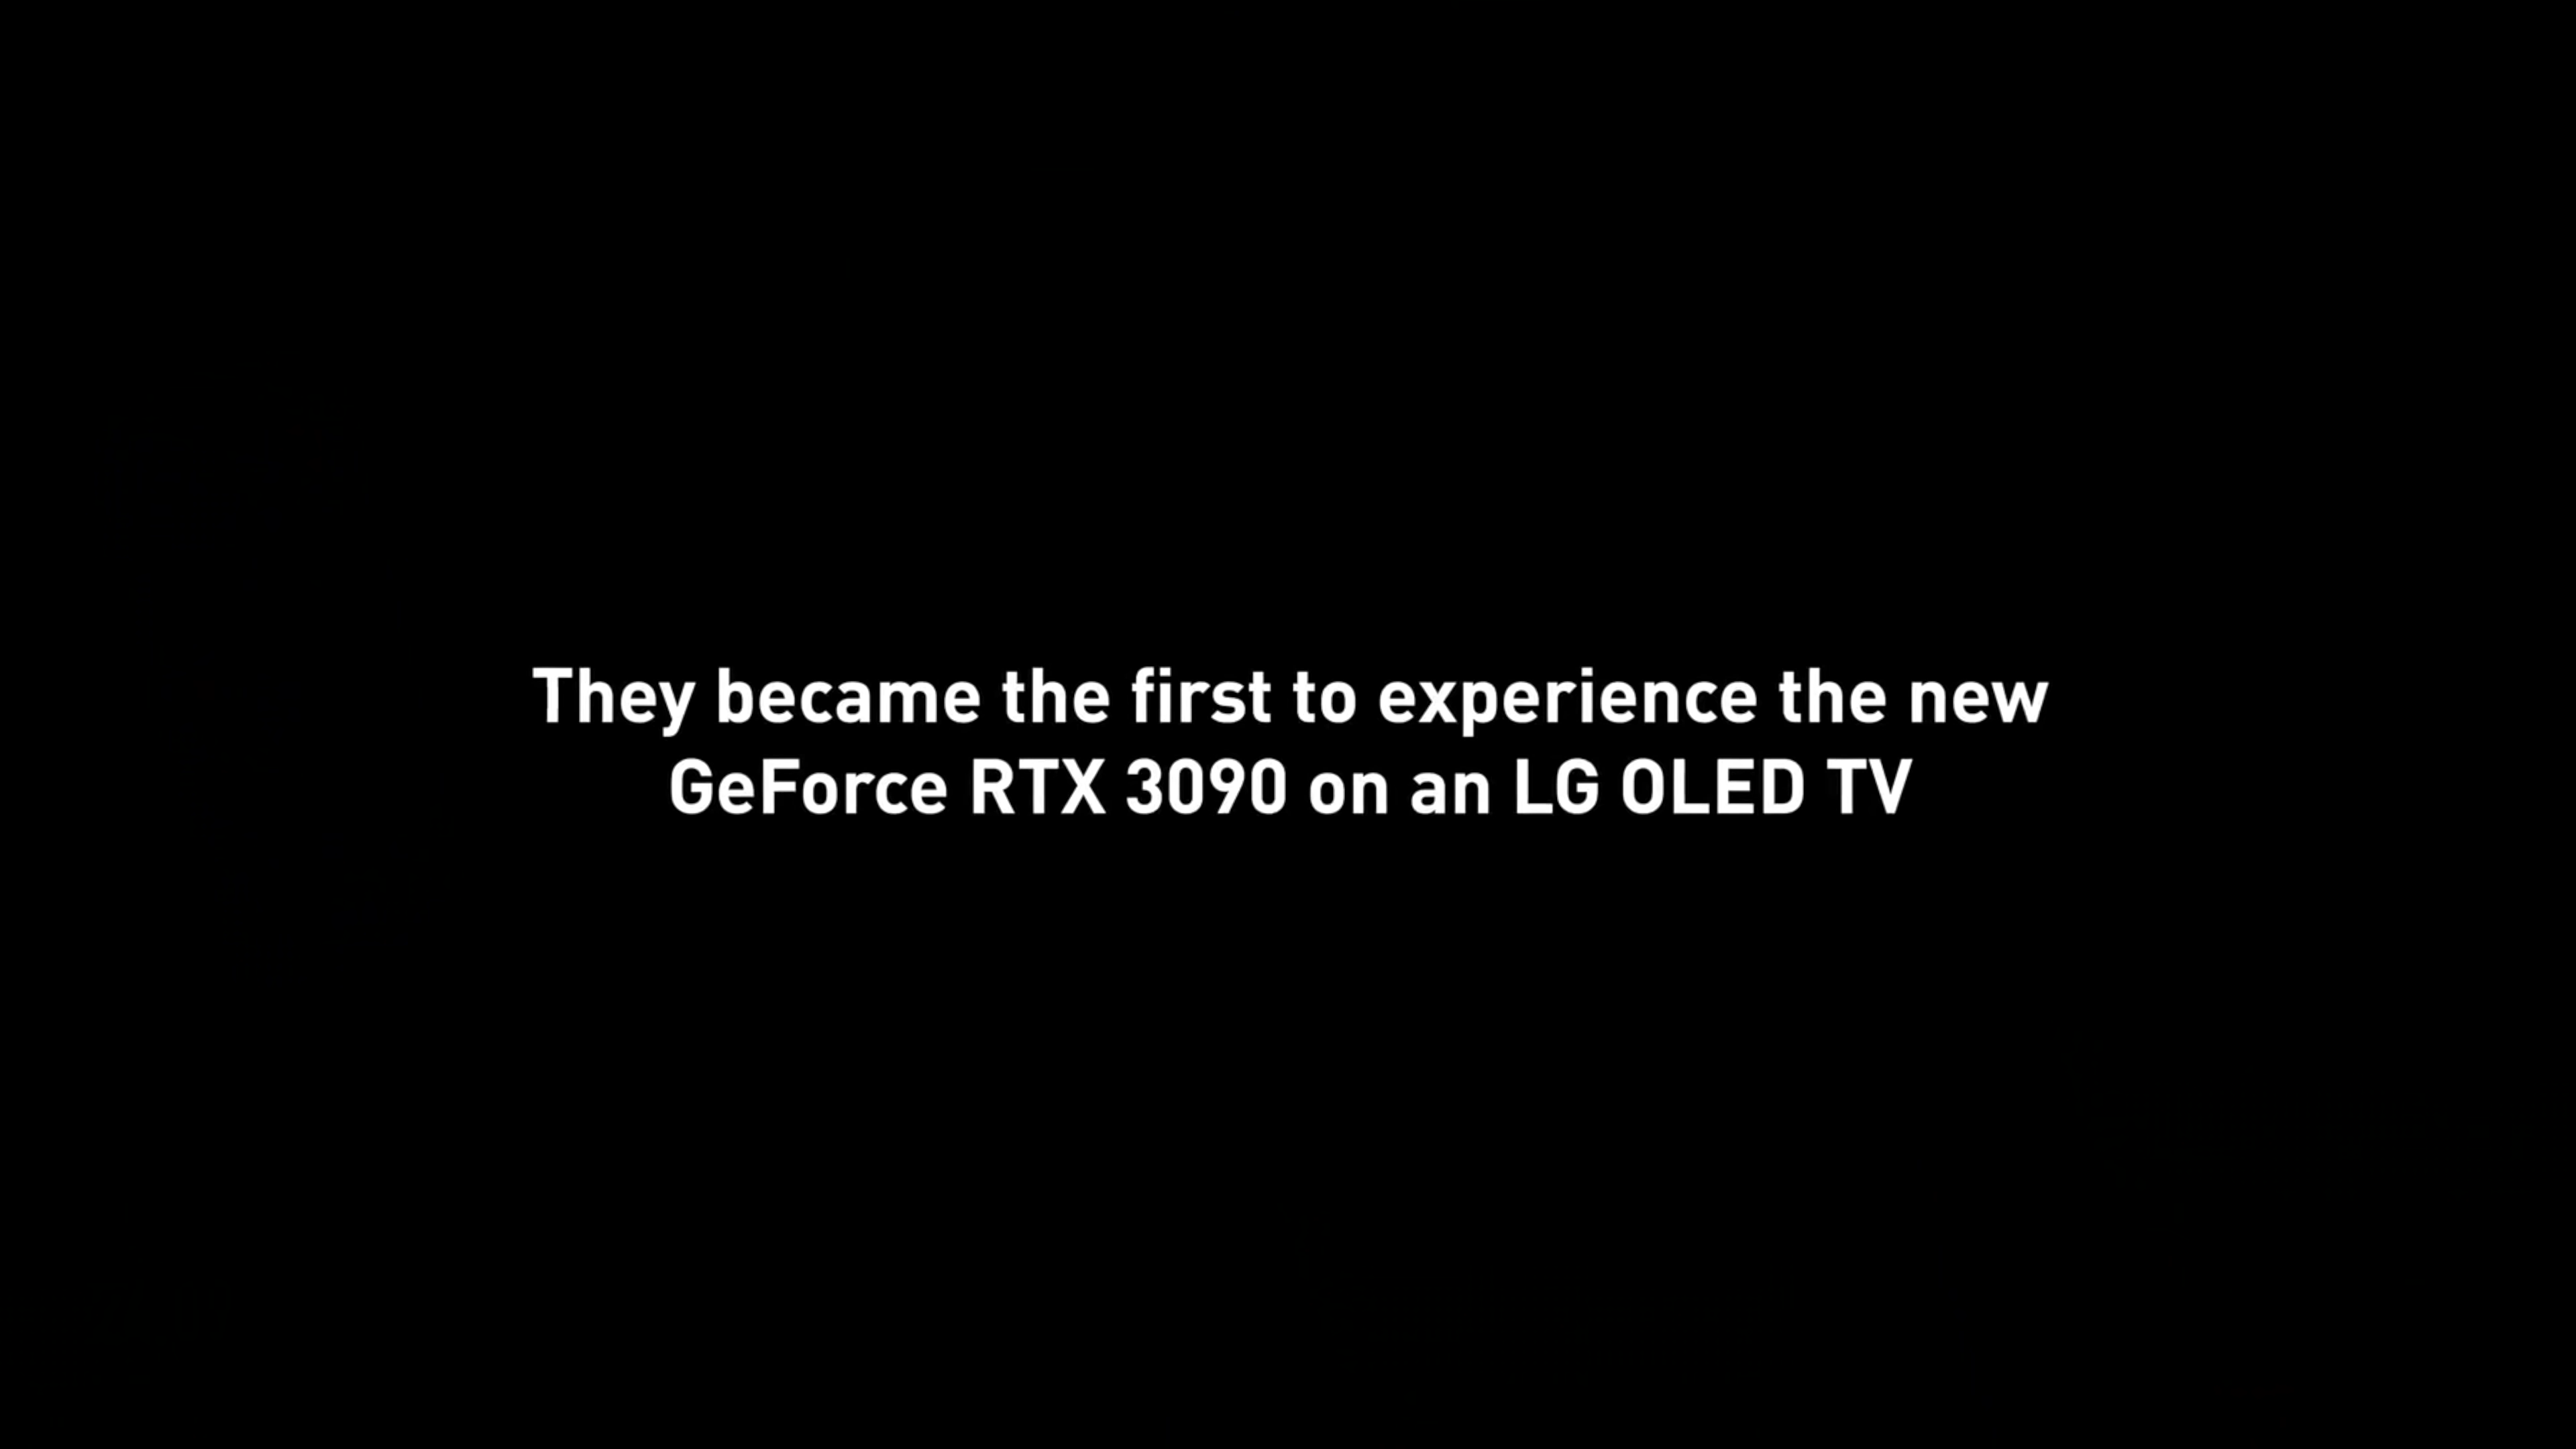 They became the first to experience the new
GeForce RTX 3090 on an LG OLED TV